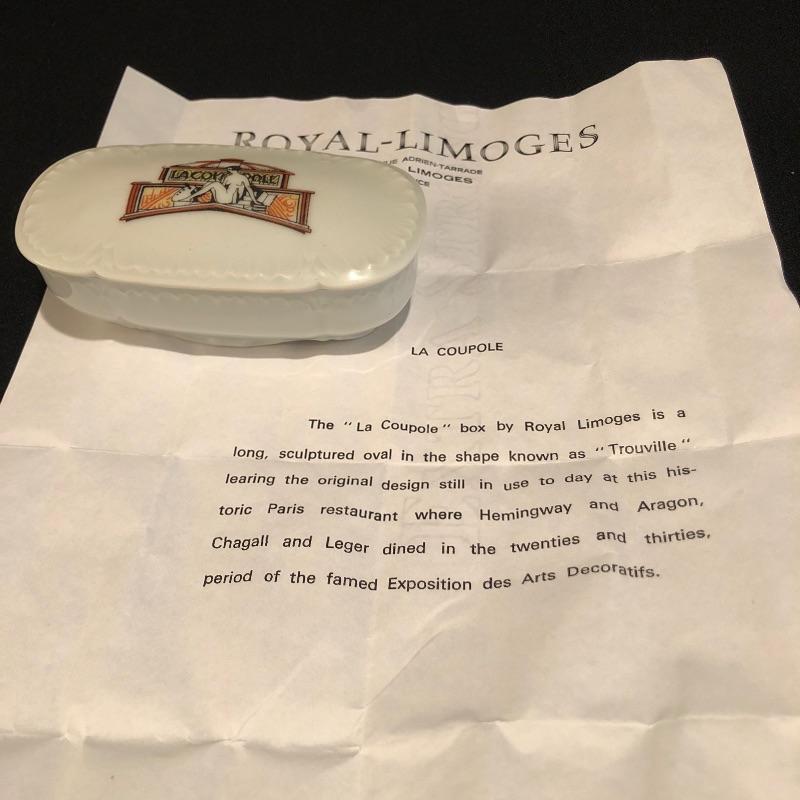 ROYAL-LIMOGES
RUE ADRIEN-TARRADE
LIMOGES
LA COUPOLE
LA COUPOLE
The "La Coupole" box by Royal Limoges is a
long, sculptured oval in the shape known as "Trouville"
learing the original design still in use to day at this his-
toric Paris restaurant where Hemingway and Aragon,
Chagall and Leger dined in the twenties and thirties,
period of the famed Exposition des Arts Decoratifs.